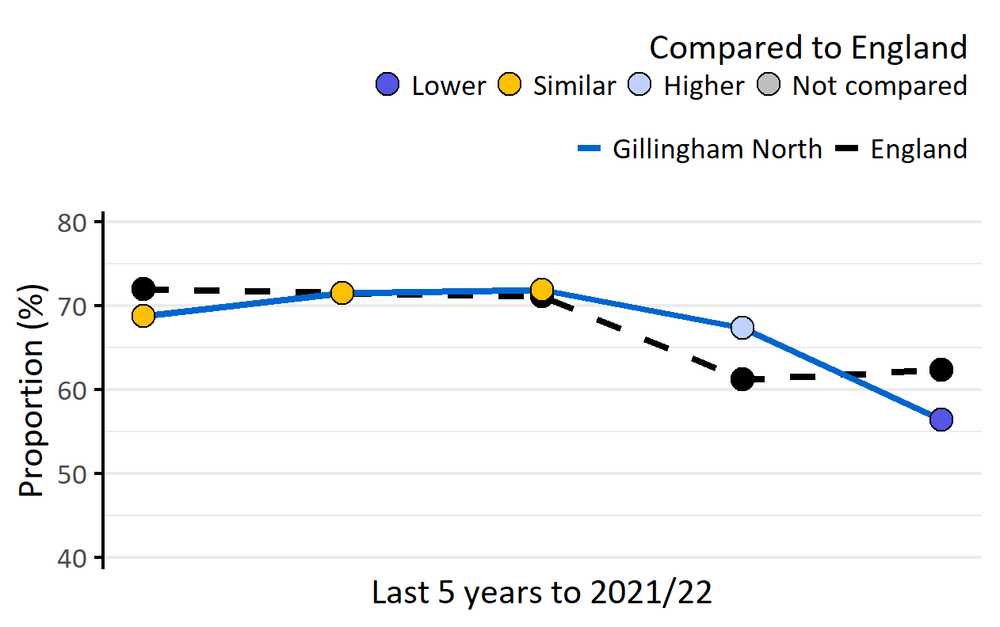 Compared to England
Lower Similar Higher Not compared
Gillingham North England
80
70
60
50
40
Proportion (%)
Last 5 years to 2021/22